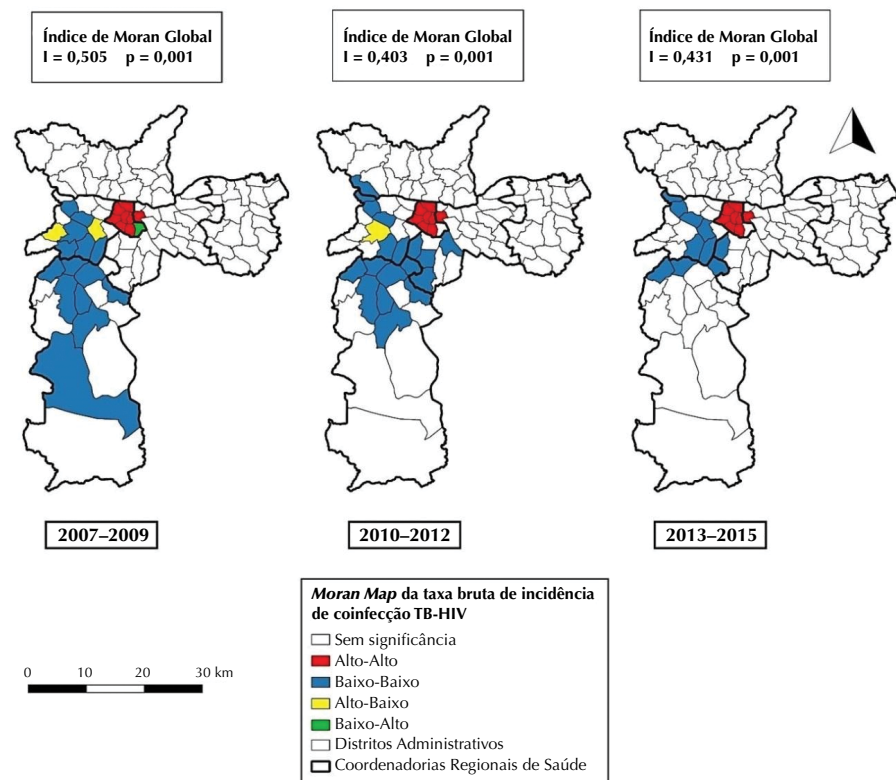 Índice de Moran Global
I = 0,505 p = 0,001
Índice de Moran Global
I = 0,403 p = 0,001
Índice de Moran Global
I = 0,431 p = 0,001
2007–2009
2010–2012
2013–2015
Moran Map da taxa bruta de incidência
de coinfecção TB-HIV
Sem significância
Alto-Alto
Baixo-Baixo
Alto-Baixo
Baixo-Alto
Distritos Administrativos
Coordenadorias Regionais de Saúde
0 10 20 30 km